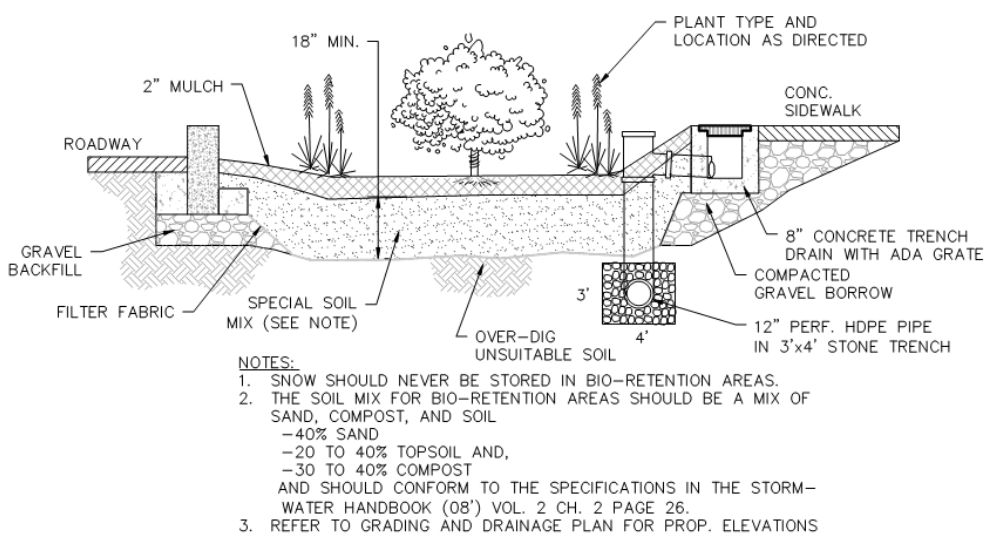 PLANT TYPE AND
LOCATION AS DIRECTED
18" MIN.
2" MULCH
CONC.
SIDEWALK
ROADWAY
GRAVEL
BACKFILL
8" CONCRETE TRENCH
DRAIN WITH ADA GRATE
COMPACTED
GRAVEL BORROW
FILTER FABRIC
SPECIAL SOIL
MIX (SEE NOTE)
3'
4'
OVER-DIG
UNSUITABLE SOIL
12" PERF. HDPE PIPE
IN 3'x4' STONE TRENCH
NOTES:
1. SNOW SHOULD NEVER BE STORED IN BIO-RETENTION AREAS.
2. THE SOIL MIX FOR BIO-RETENTION AREAS SHOULD BE A MIX OF
SAND, COMPOST, AND SOIL
-40% SAND
-20 TO 40% TOPSOIL AND,
-30 TO 40% COMPOST
AND SHOULD CONFORM TO THE SPECIFICATIONS IN THE STORM-
WATER HANDBOOK (08') VOL. 2 CH. 2 PAGE 26.
3. REFER TO GRADING AND DRAINAGE PLAN FOR PROP. ELEVATIONS